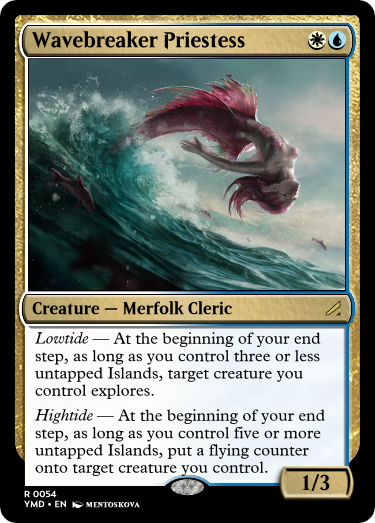 Wavebreaker Priestess
Creature — Merfolk Cleric
Lowtide — At the beginning of your end
step, as long as you control three or less
untapped Islands, target creature you
control explores.
Hightide — At the beginning of your end
step, as long as you control five or more
untapped Islands, put a flying counter
onto target creature you control.
1/3
R 0054
YMD • EN MENTOSKOVA